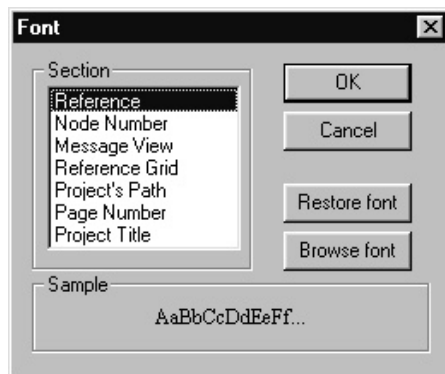 Font
Section
Reference
Node Number
Message View
Reference Grid
Project's Path
Page Number
Project Title
OK
Cancel
Restore font
Browse font
Sample
AaBbCcDdEeFf...